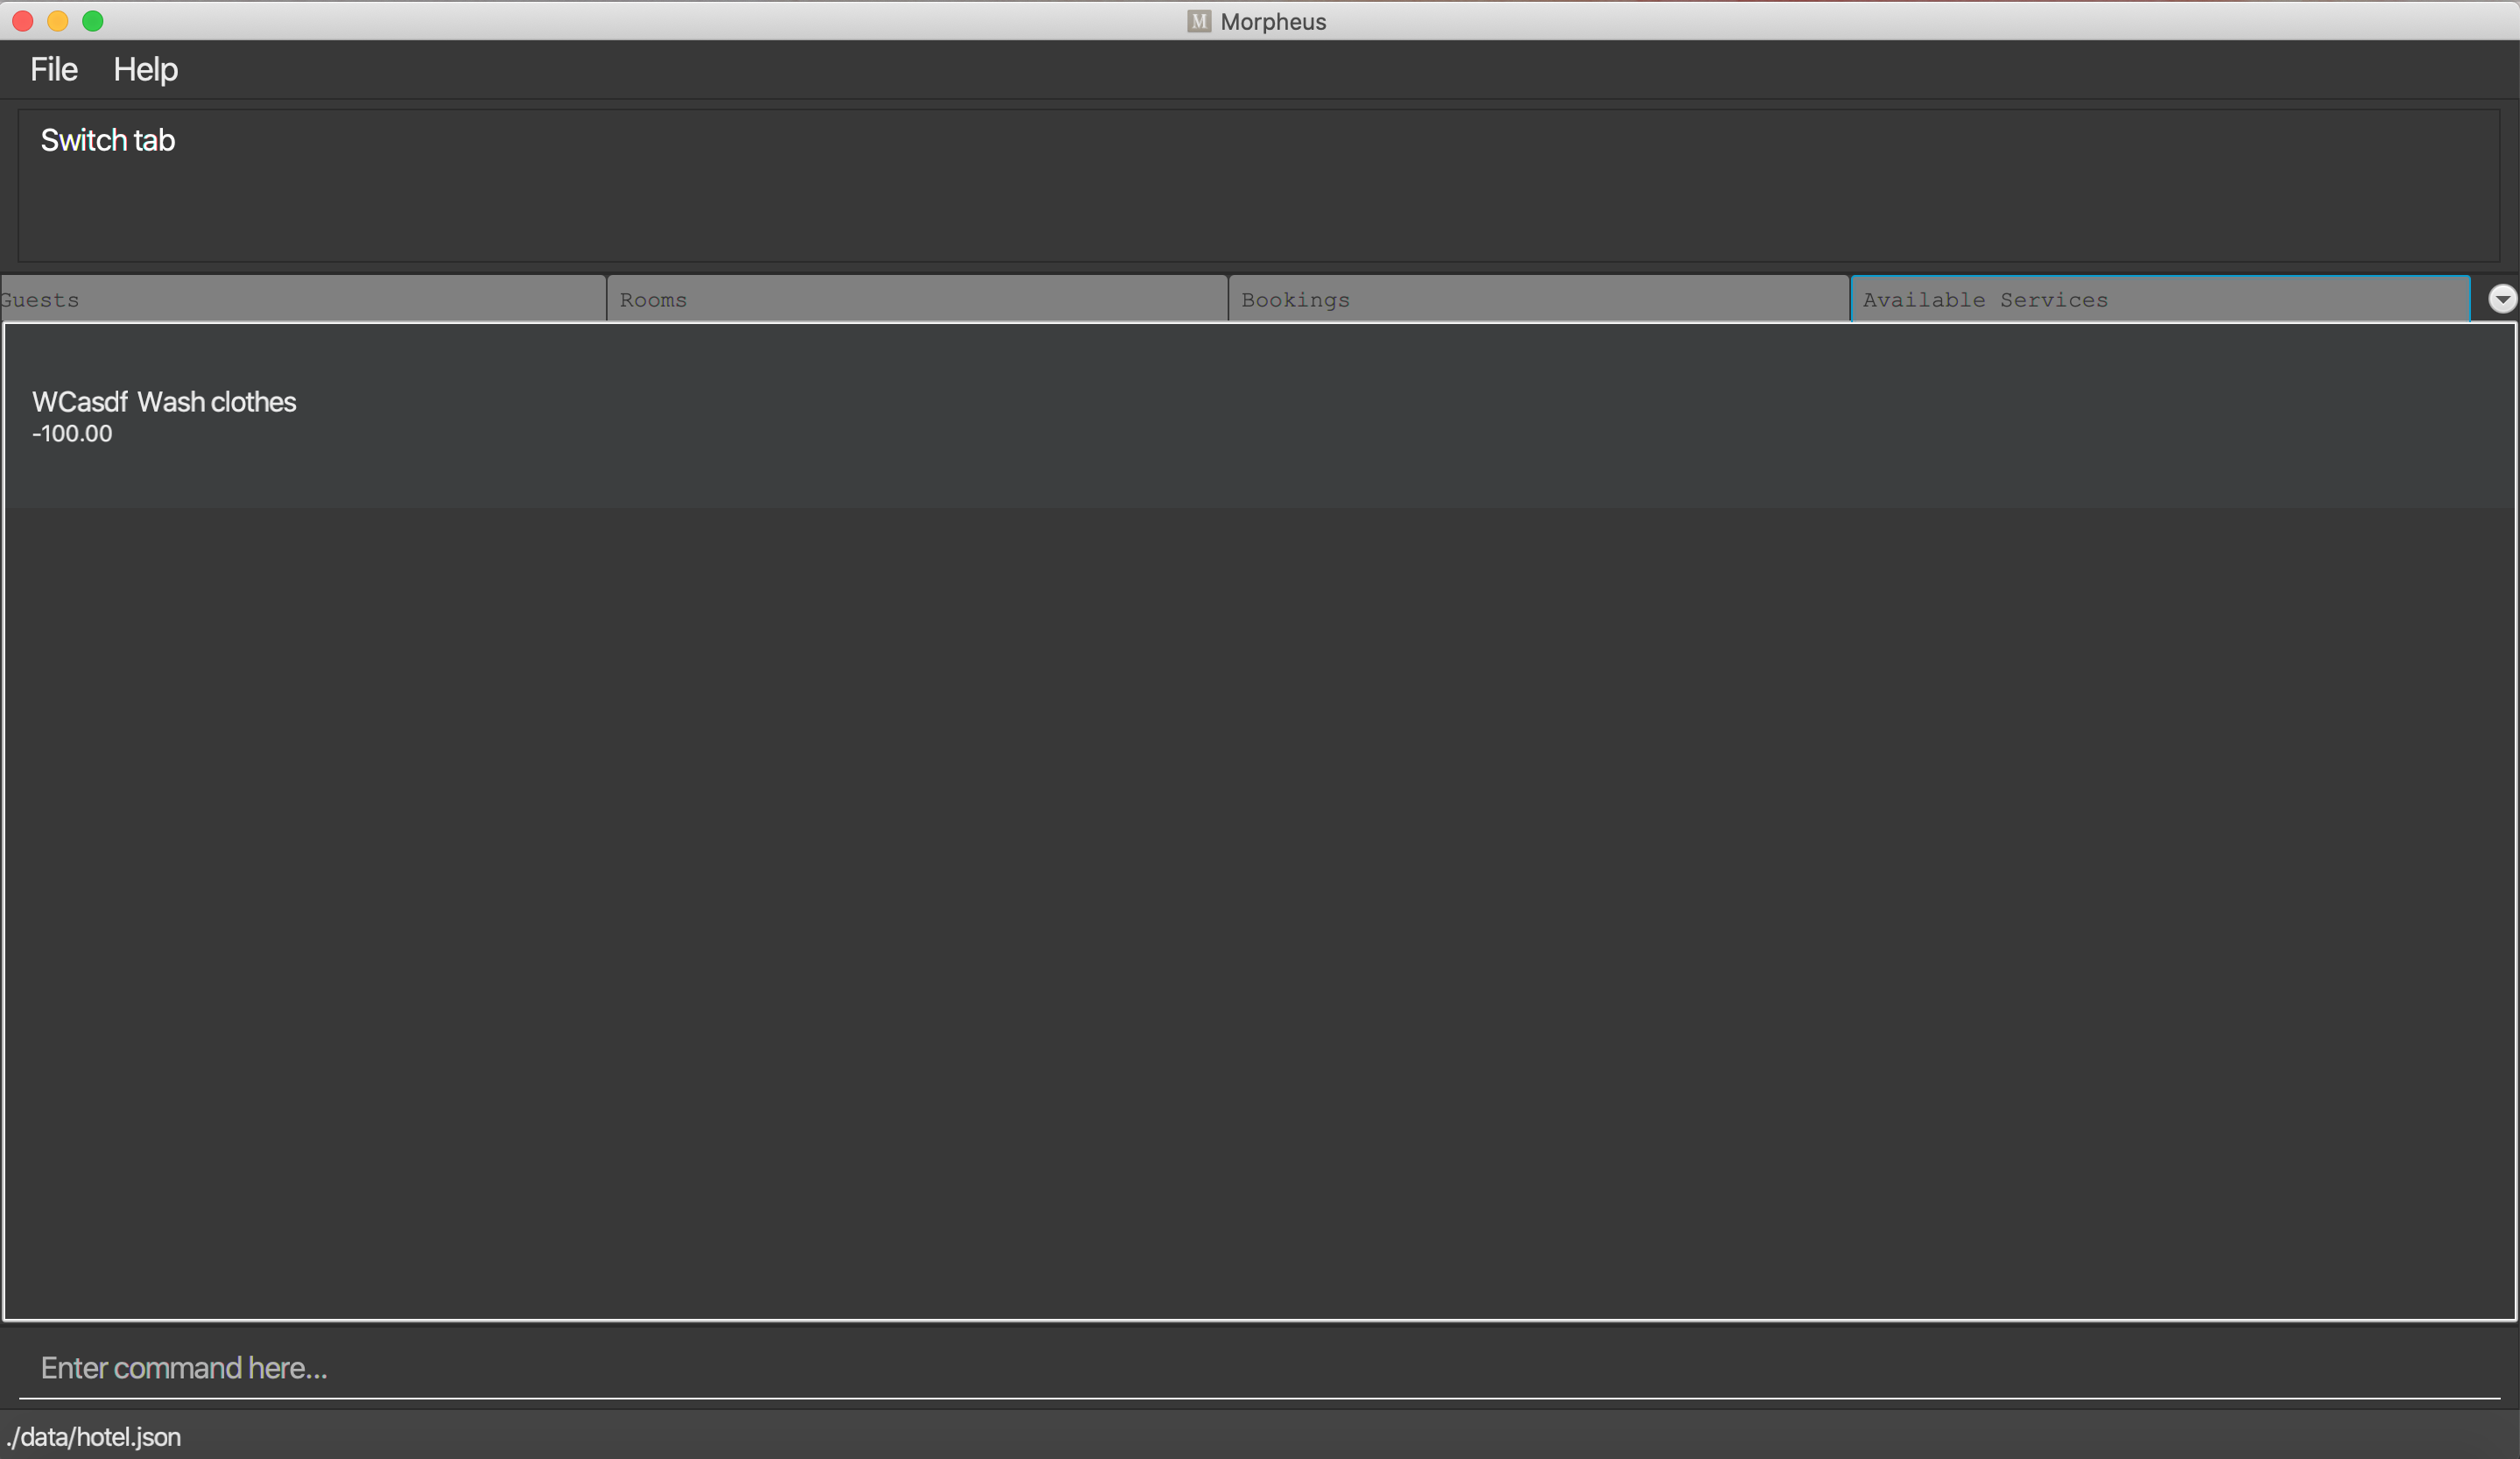 M Morpheus
File Help
Switch tab
Guests Rooms Bookings Available Services
WCasdf Wash clothes
-100.00
Enter command here...
./data/hotel.json